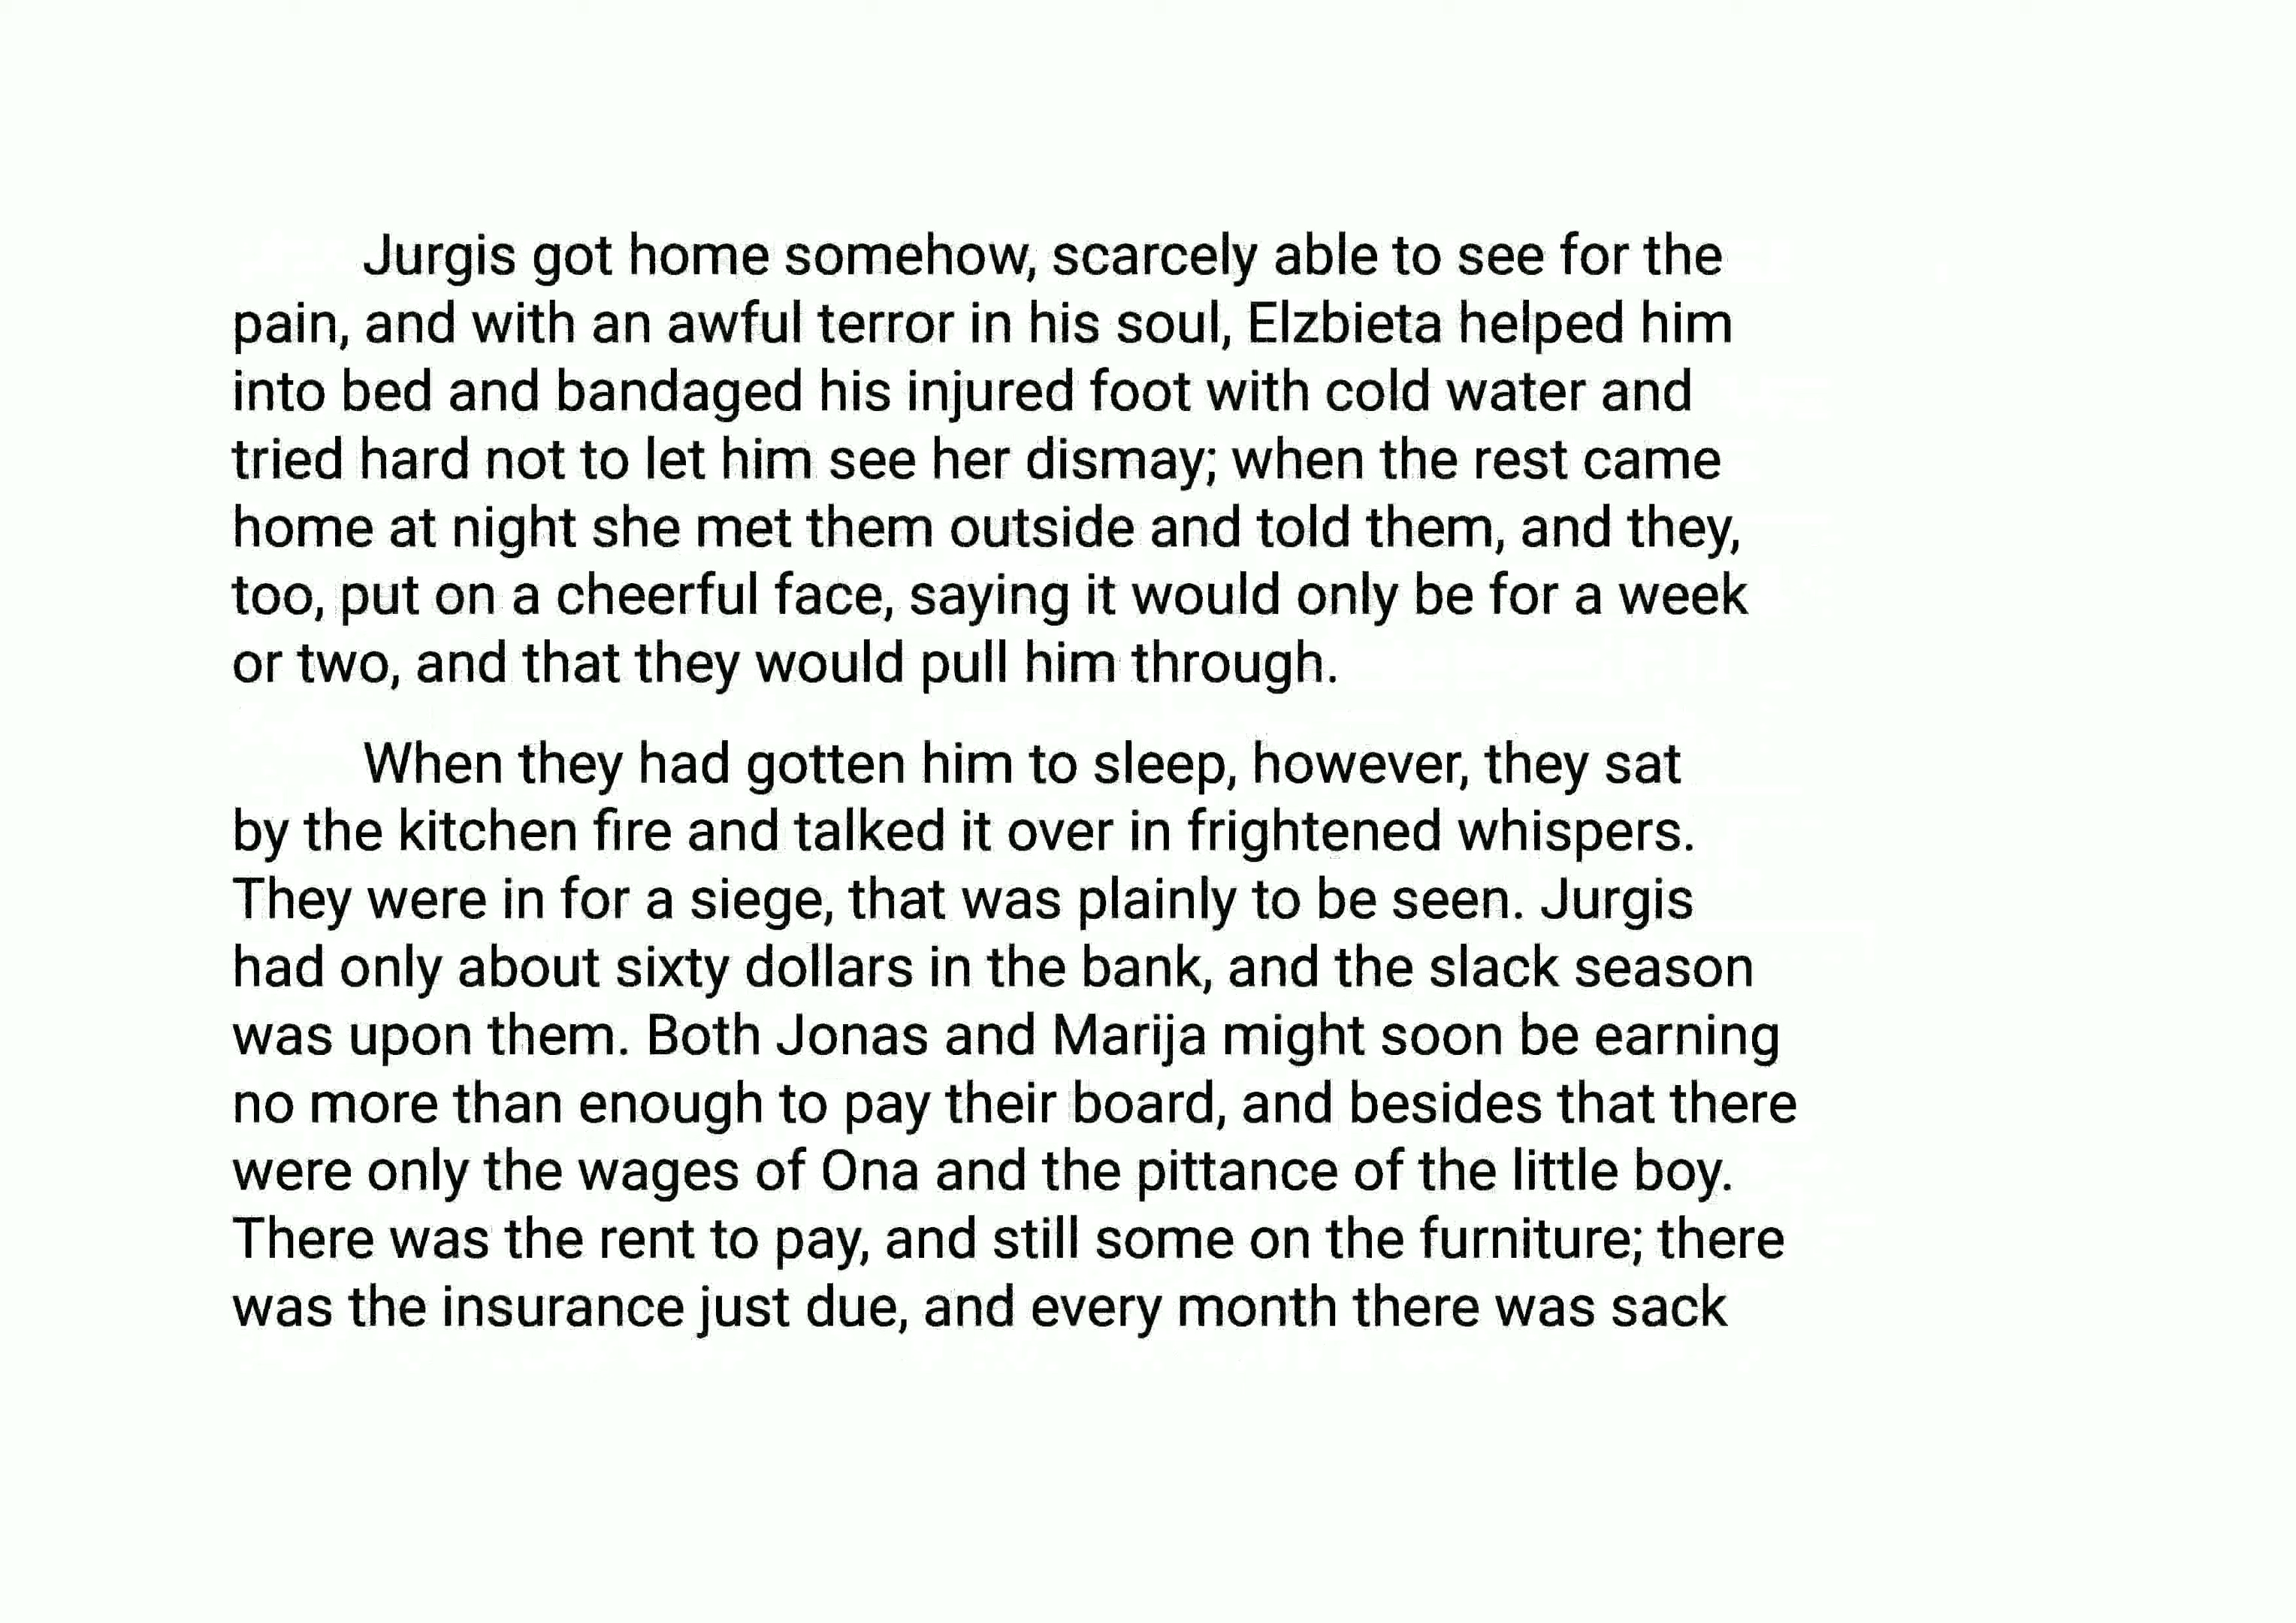 Jurgis got home somehow, scarcely able to see for the
pain, and with an awful terror in his soul, Elzbieta helped him
into bed and bandaged his injured foot with cold water and
tried hard not to let him see her dismay; when the rest came
home at night she met them outside and told them, and they,
too, put on a cheerful face, saying it would only be for a week
or two, and that they would pull him through.
When they had gotten him to sleep, however, they sat
by the kitchen fire and talked it over in frightened whispers.
They were in for a siege, that was plainly to be seen. Jurgis
had only about sixty dollars in the bank, and the slack season
was upon them. Both Jonas and Marija might soon be earning
no more than enough to pay their board, and besides that there
were only the wages of Ona and the pittance of the little boy.
There was the rent to pay, and still some on the furniture; there
was the insurance just due, and every month there was sack